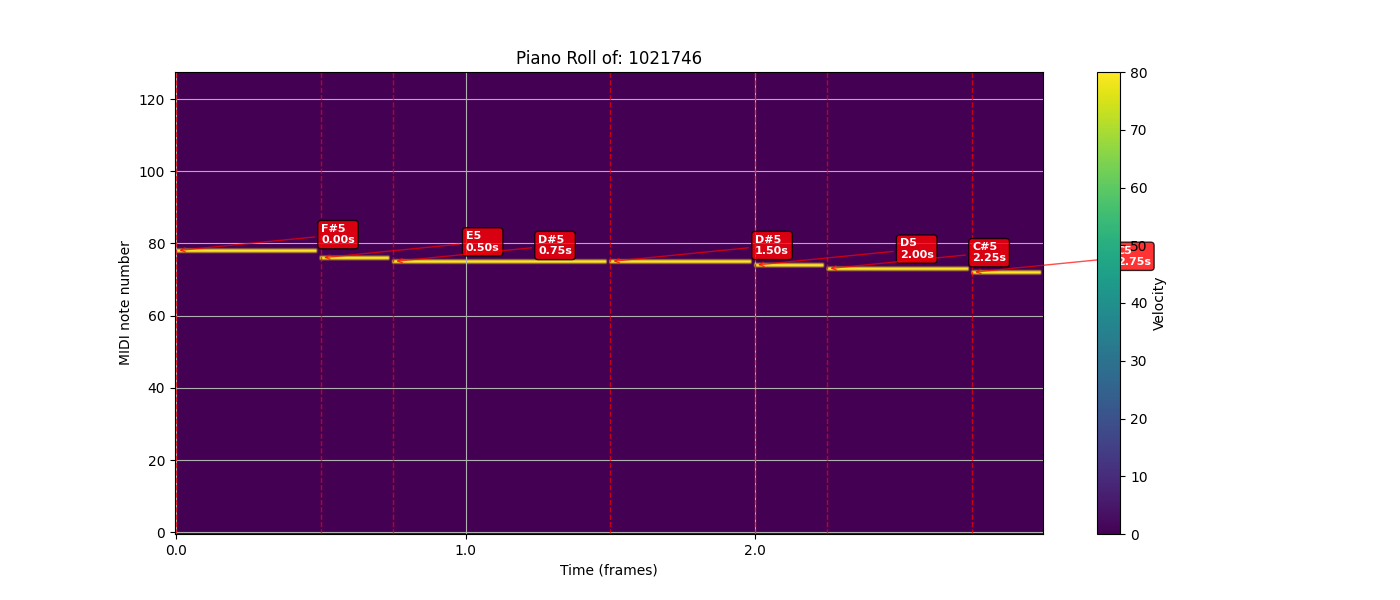 Piano Roll of: 1021746
MIDI note number
120
100
80
60
40
20
0
F#5
0.00s
E5
0.50s
D#5
0.75s
D#5
1.50s
D5
2.00s
C#5
2.25s
2.75s
0.0
1.0
2.0
Time (frames)
80
70
60
50
40
30
20
10
0
Velocity